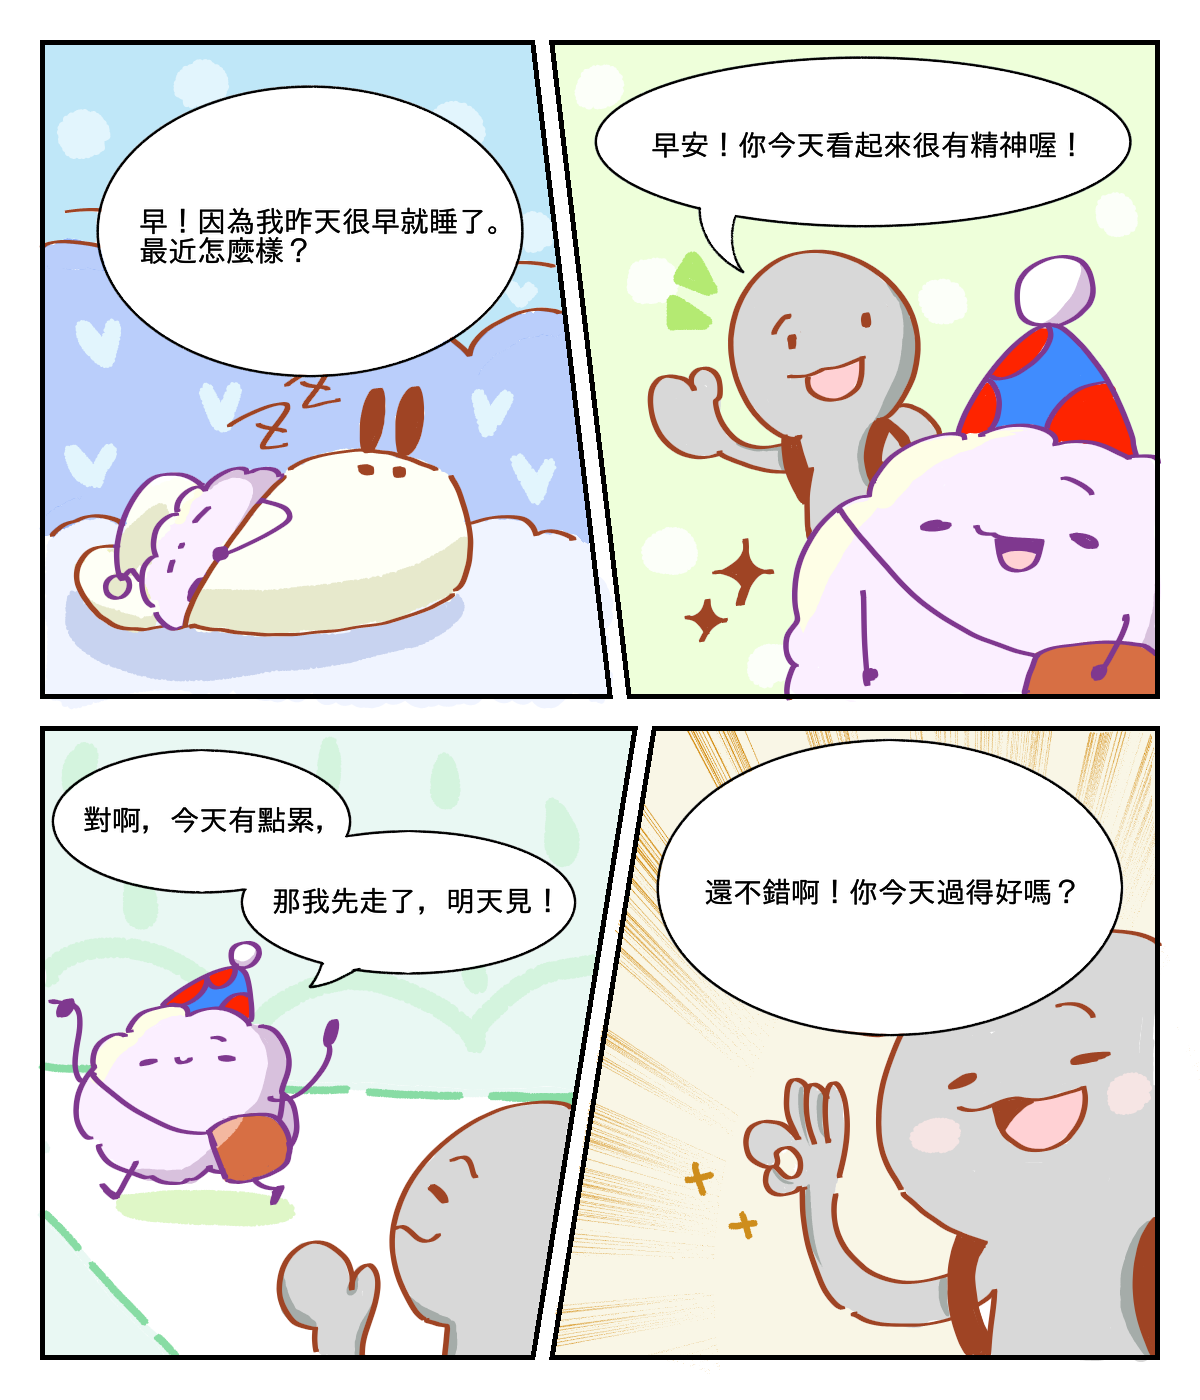 早安！你今天看起來很有精神喔！
早！因為我昨天很早就睡了。
最近怎麼樣？
z z
還不錯啊！你今天過得好嗎？
對啊，今天有點累，
那我先走了，明天見！